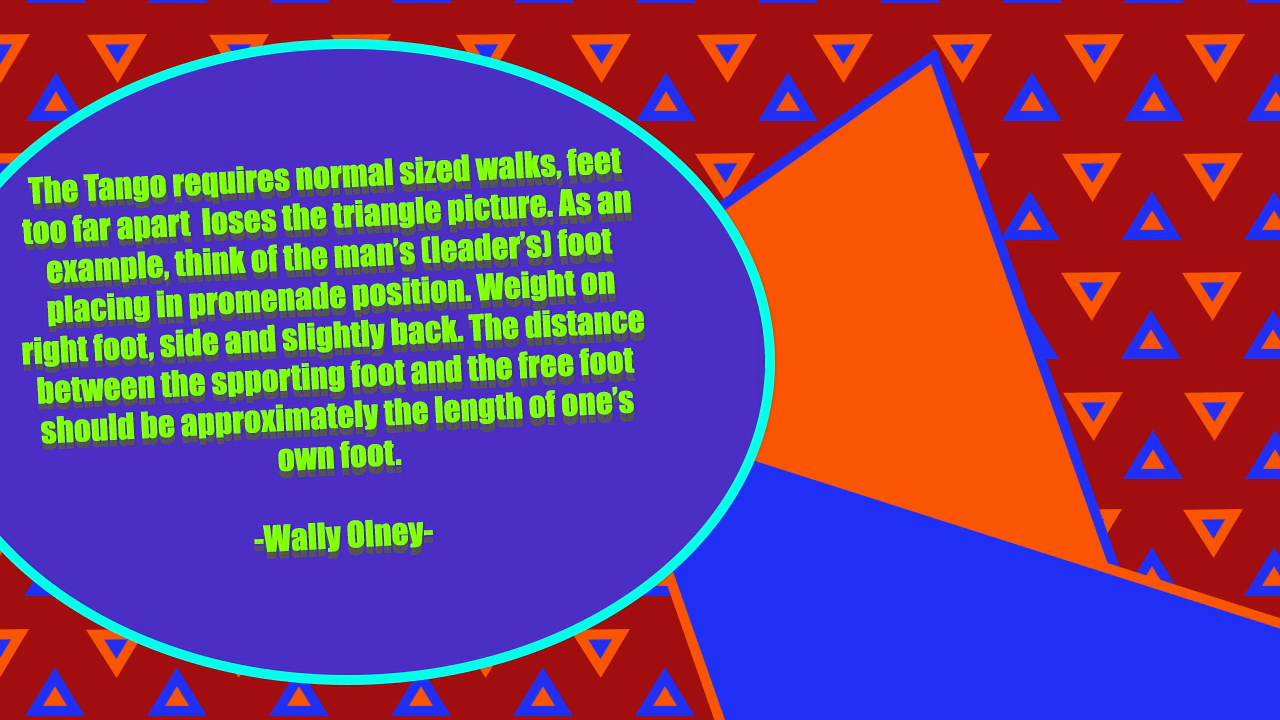 The Tango requires normal sized walks, feet
too far apart  loses the triangle picture. As an
example, think of the man’s (leader’s) foot
placing in promenade position. Weight on
right foot, side and slightly back. The distance
between the spporting foot and the free foot
should be approximately the length of one’s
own foot.
-Wally Olney-